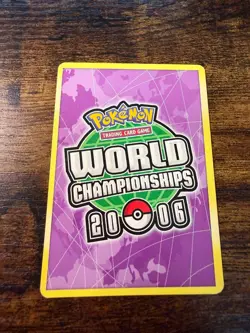 Pokémon
TRADING CARD GAME
WORLD
CHAMPIONSHIPS
2006